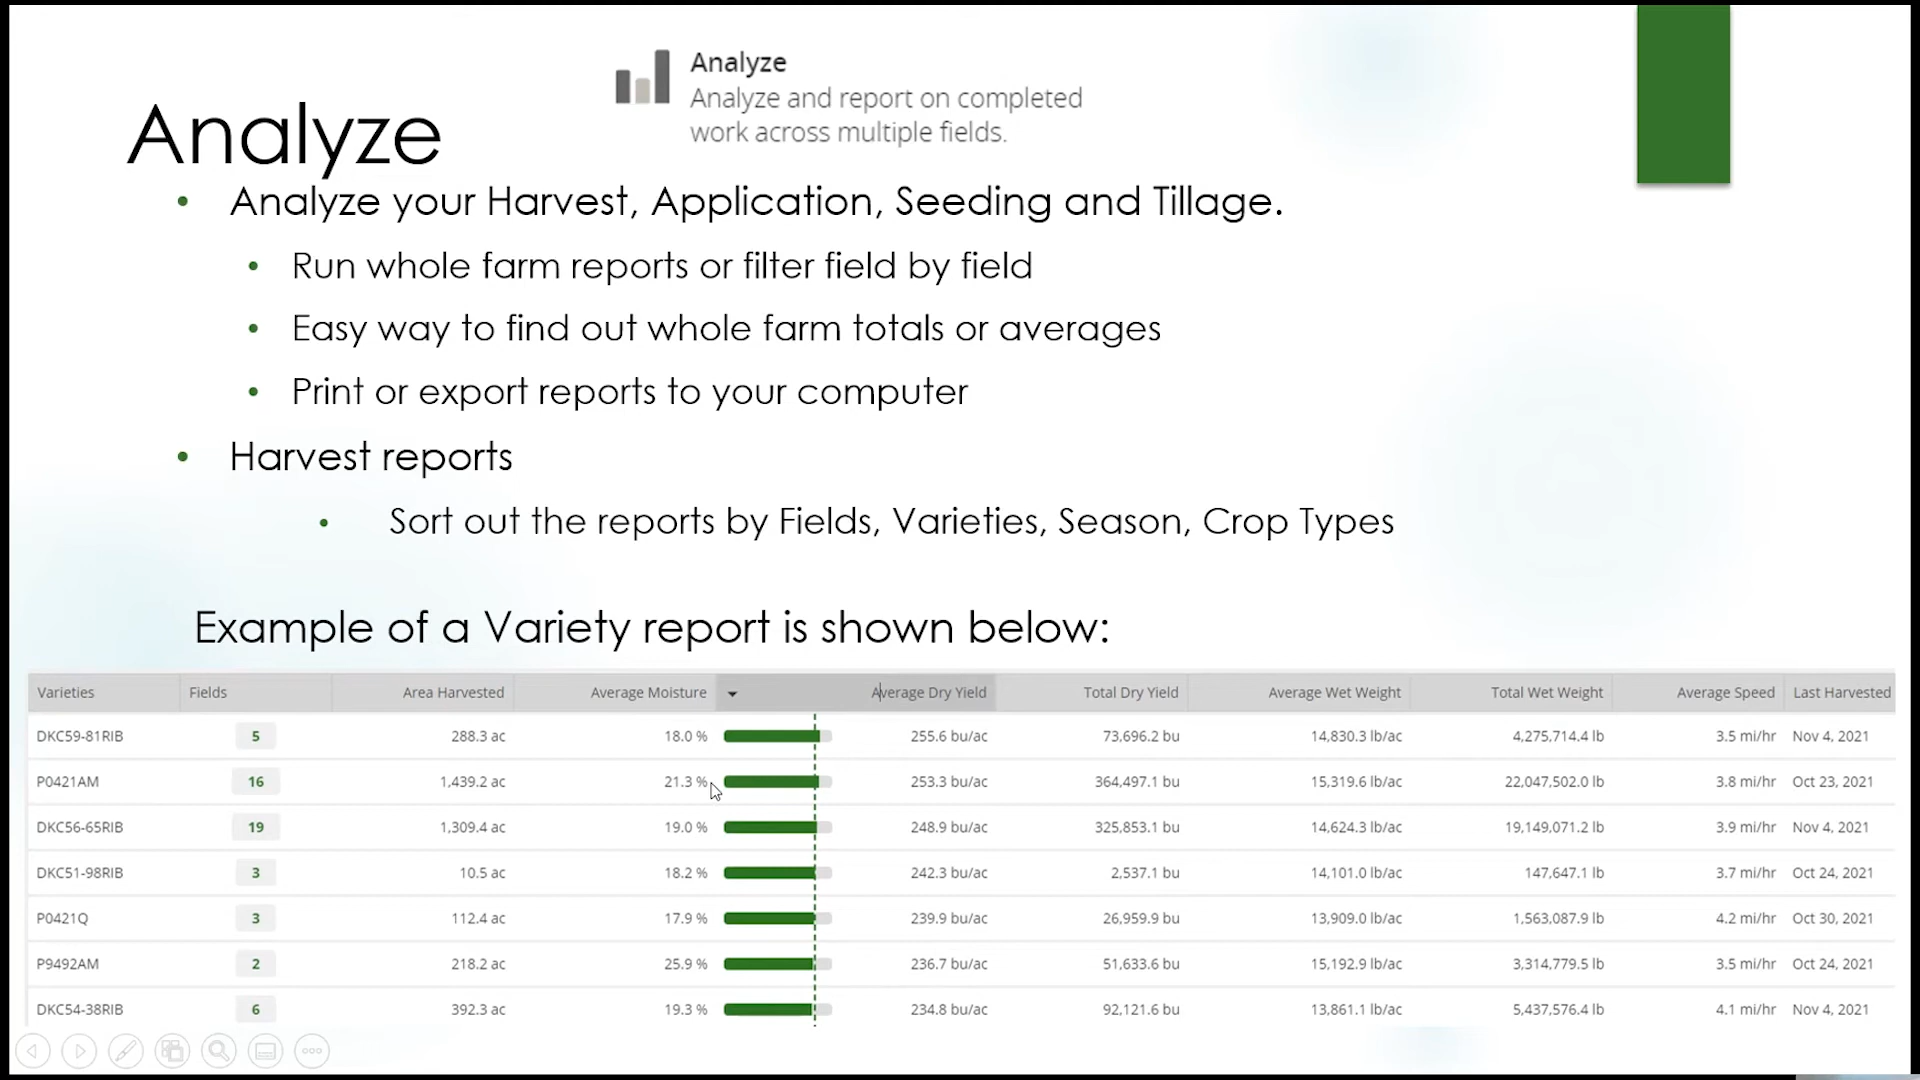 Analyze
Analyze and report on completed
work across multiple fields.
Analyze
• Analyze your Harvest, Application, Seeding and Tillage.
• Run whole farm reports or filter field by field
• Easy way to find out whole farm totals or averages
• Print or export reports to your computer
• Harvest reports
• Sort out the reports by Fields, Varieties, Season, Crop Types
Example of a Variety report is shown below:
Varieties Fields Area Harvested Average Moisture Average Dry Yield Total Dry Yield Average Wet Weight Total Wet Weight Average Speed Last Harvested
DKC59-81RIB 5 288.3 ac 18.0 % 255.6 bu/ac 73,696.2 bu 14,830.3 lb/ac 4,275,714.4 lb 3.5 mi/hr Nov 4, 2021
P0421AM 16 1,439.2 ac 21.3 % 253.3 bu/ac 364,497.1 bu 15,319.6 lb/ac 22,047,502.0 lb 3.8 mi/hr Oct 23, 2021
DKC56-65RIB 19 1,309.4 ac 19.0 % 248.9 bu/ac 325,853.1 bu 14,624.3 lb/ac 19,149,071.2 lb 3.9 mi/hr Nov 4, 2021
DKC51-98RIB 3 10.5 ac 18.2 % 242.3 bu/ac 2,537.1 bu 14,101.0 lb/ac 147,647.1 lb 3.7 mi/hr Oct 24, 2021
P0421Q 3 112.4 ac 17.9 % 239.9 bu/ac 26,959.9 bu 13,909.0 lb/ac 1,563,087.9 lb 4.2 mi/hr Oct 30, 2021
P9492AM 2 218.2 ac 25.9 % 236.7 bu/ac 51,633.6 bu 15,192.9 lb/ac 3,314,779.5 lb 3.5 mi/hr Oct 24, 2021
DKC54-38RIB 6 392.3 ac 19.3 % 234.8 bu/ac 92,121.6 bu 13,861.1 lb/ac 5,437,576.4 lb 4.1 mi/hr Nov 4, 2021